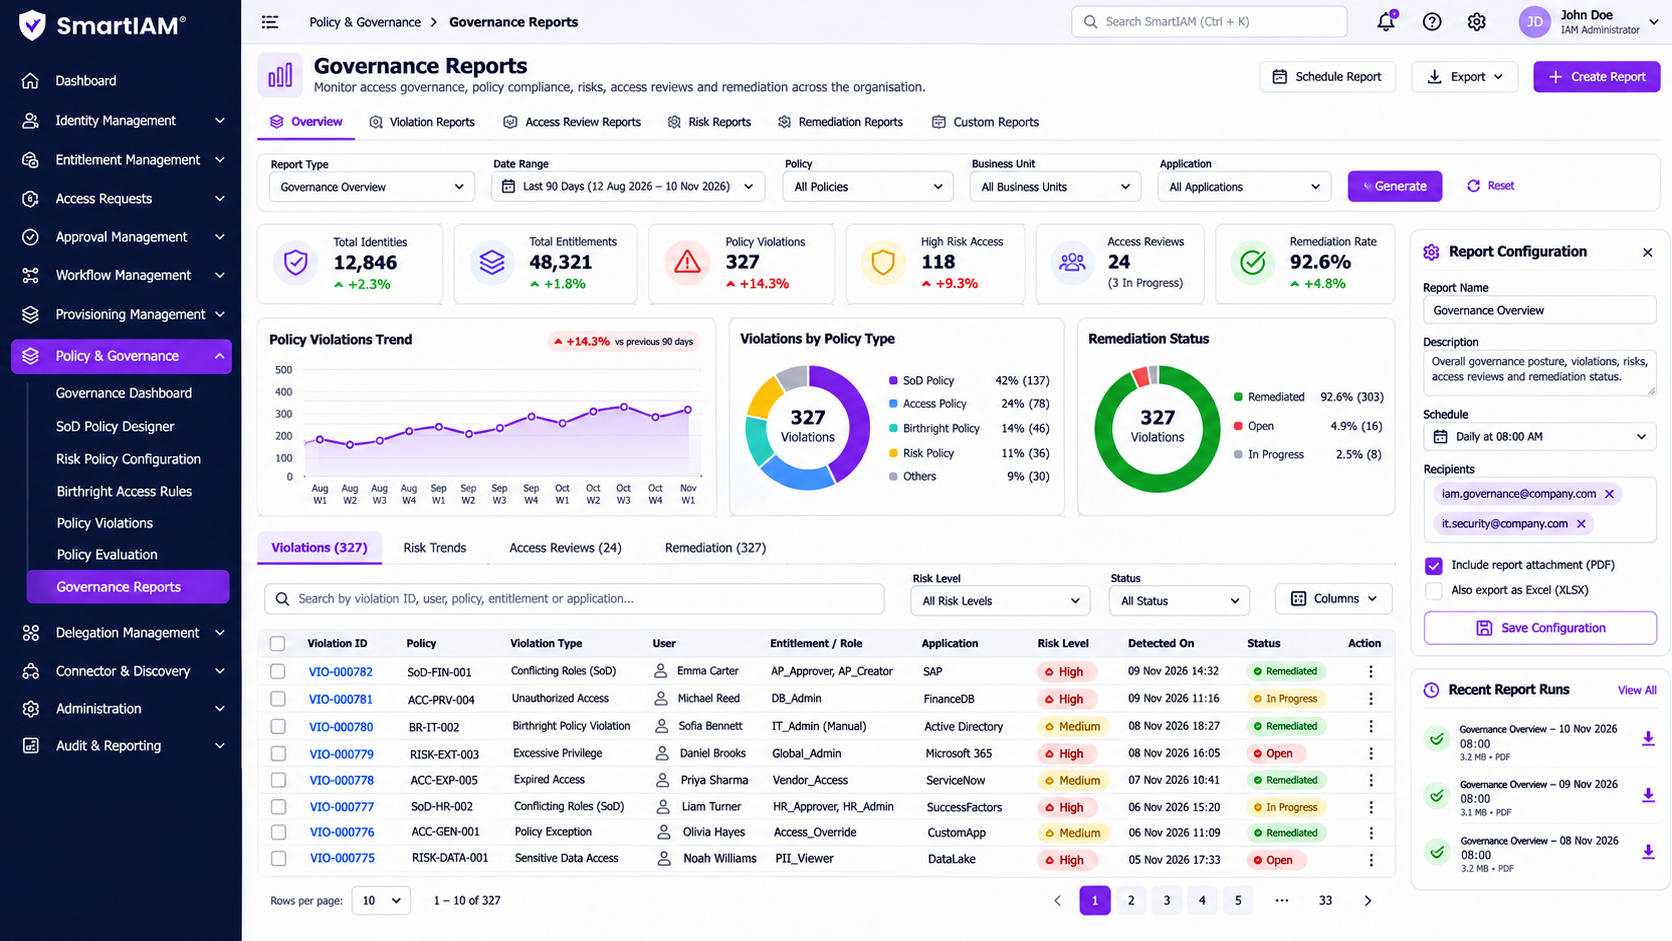 SmartIAM®
Dashboard
Identity Management
Entitlement Management
Access Requests
Approval Management
Workflow Management
Provisioning Management
Policy & Governance
Governance Dashboard
SoD Policy Designer
Risk Policy Configuration
Birthright Access Rules
Policy Violations
Policy Evaluation
Governance Reports
Delegation Management
Connector & Discovery
Administration
Audit & Reporting
Policy & Governance > Governance Reports
Search SmartIAM (Ctrl + K)
JD
John Doe
IAM Administrator
Governance Reports
Monitor access governance, policy compliance, risks, access reviews and remediation across the organisation.
Schedule Report
Export
Create Report
Overview Violation Reports Access Review Reports Risk Reports Remediation Reports Custom Reports
Report Type Date Range Policy Business Unit Application
Governance Overview Last 90 Days (12 Aug 2026 – 10 Nov 2026) All Policies All Business Units All Applications Generate Reset
Total Identities
12,846
+2.3%
Total Entitlements
48,321
+1.8%
Policy Violations
327
+14.3%
High Risk Access
118
+9.3%
Access Reviews
24
(3 In Progress)
Remediation Rate
92.6%
+4.8%
Policy Violations Trend
+14.3% vs previous 90 days
500
400
300
200
100
0
Aug Aug Aug Aug Sep Sep Sep Sep Oct Oct Oct Oct Nov
W1 W2 W3 W4 W1 W2 W3 W4 W1 W2 W3 W4 W1
Violations by Policy Type
327
Violations
SoD Policy 42% (137)
Access Policy 24% (78)
Birthright Policy 14% (46)
Risk Policy 11% (36)
Others 9% (30)
Remediation Status
327
Violations
Remediated 92.6% (303)
Open 4.9% (16)
In Progress 2.5% (8)
Violations (327) Risk Trends Access Reviews (24) Remediation (327)
Search by violation ID, user, policy, entitlement or application...
Risk Level
All Risk Levels
Status
All Status
Columns
Violation ID Policy Violation Type User Entitlement / Role Application Risk Level Detected On Status Action
VIO-000782 SoD-FIN-001 Conflicting Roles (SoD) Emma Carter AP_Approver, AP_Creator SAP High 09 Nov 2026 14:32 Remediated
VIO-000781 ACC-PRV-004 Unauthorized Access Michael Reed DB_Admin FinanceDB High 09 Nov 2026 11:16 In Progress
VIO-000780 BR-IT-002 Birthright Policy Violation Sofia Bennett IT_Admin (Manual) Active Directory Medium 08 Nov 2026 18:27 Remediated
VIO-000779 RISK-EXT-003 Excessive Privilege Daniel Brooks Global_Admin Microsoft 365 High 08 Nov 2026 16:05 Open
VIO-000778 ACC-EXP-005 Expired Access Priya Sharma Vendor_Access ServiceNow Medium 07 Nov 2026 10:41 Remediated
VIO-000777 SoD-HR-002 Conflicting Roles (SoD) Liam Turner HR_Approver, HR_Admin SuccessFactors High 06 Nov 2026 15:20 In Progress
VIO-000776 ACC-GEN-001 Policy Exception Olivia Hayes Access_Override CustomApp Medium 06 Nov 2026 11:09 Remediated
VIO-000775 RISK-DATA-001 Sensitive Data Access Noah Williams PII_Viewer DataLake High 05 Nov 2026 17:33 Open
Rows per page: 10 1 – 10 of 327
1 2 3 4 5 ... 33
Report Configuration
Report Name
Governance Overview
Description
Overall governance posture, violations, risks,
access reviews and remediation status.
Schedule
Daily at 08:00 AM
Recipients
iam.governance@company.com
it.security@company.com
Include report attachment (PDF)
Also export as Excel (XLSX)
Save Configuration
Recent Report Runs View All
Governance Overview – 10 Nov 2026
08:00
3.2 MB • PDF
Governance Overview – 09 Nov 2026
08:00
3.1 MB • PDF
Governance Overview – 08 Nov 2026
08:00
3.2 MB • PDF